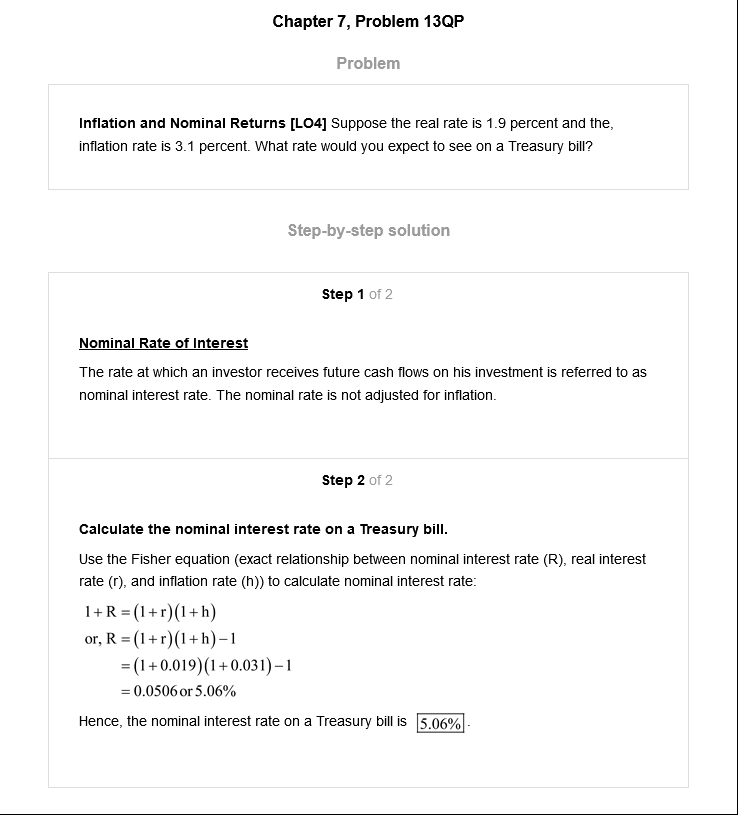 Chapter 7, Problem 13QP
Problem
Inflation and Nominal Returns [LO4] Suppose the real rate is 1.9 percent and the,
inflation rate is 3.1 percent. What rate would you expect to see on a Treasury bill?
Step-by-step solution
Step 1 of 2
Nominal Rate of Interest
The rate at which an investor receives future cash flows on his investment is referred to as
nominal interest rate. The nominal rate is not adjusted for inflation.
Step 2 of 2
Calculate the nominal interest rate on a Treasury bill.
Use the Fisher equation (exact relationship between nominal interest rate (R), real interest
rate (r), and inflation rate (h)) to calculate nominal interest rate:
1+R = (1+r)(1+h)
or, R = (1+r)(1+h)−1
= (1+0.019)(1+0.031)−1
= 0.0506 or 5.06%
Hence, the nominal interest rate on a Treasury bill is 5.06% .